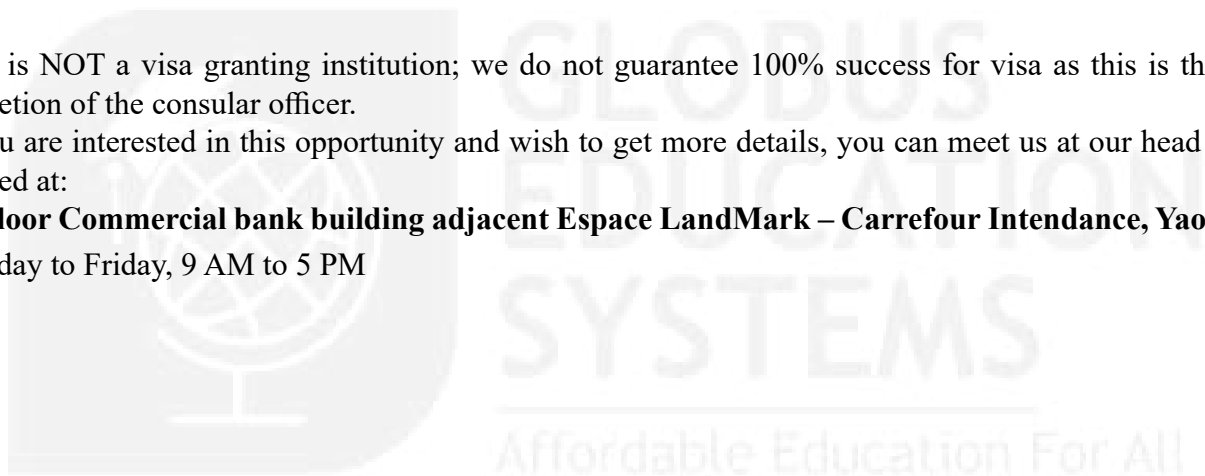 is NOT a visa granting institution; we do not guarantee 100% success for visa as this is th
etion of the consular officer.
u are interested in this opportunity and wish to get more details, you can meet us at our head
ed at:
loor Commercial bank building adjacent Espace LandMark – Carrefour Intendance, Yao
day to Friday, 9 AM to 5 PM
GLOBUS
EDUCATION
SYSTEMS
Affordable Education For All